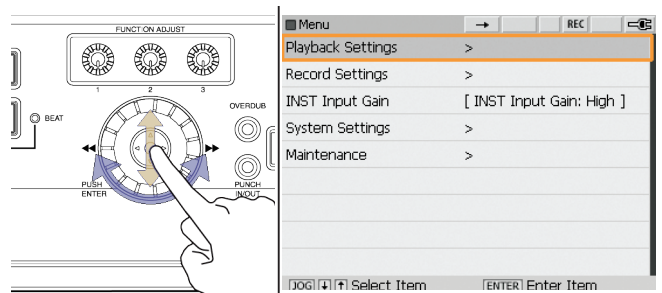 FUNCTION ADJUST
1 2 3
BEAT
OVERDUB
PUSH
ENTER
PUNCH
IN/OUT
Menu → REC
Playback Settings >
Record Settings >
INST Input Gain [ INST Input Gain: High ]
System Settings >
Maintenance >
JOG ↓ ↑ Select Item ENTER Enter Item